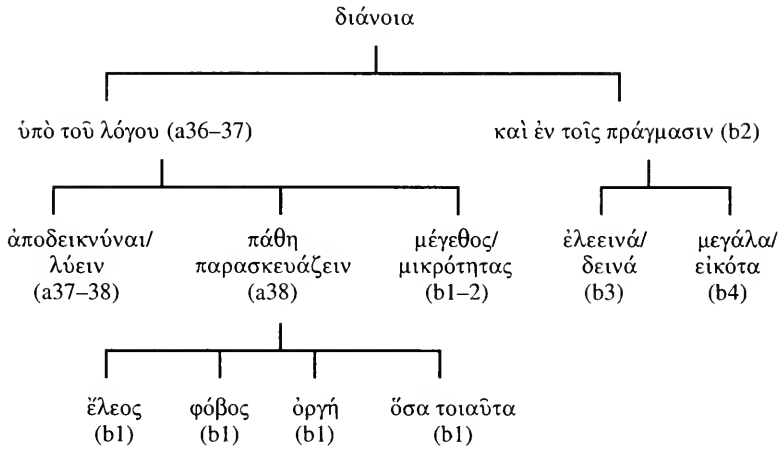 διάνοια
ὑπὸ τοῦ λόγου (a36–37) καὶ ἐν τοῖς πράγμασιν (b2)
ἀποδεικνύναι/ πάθη μέγεθος/ ἐλεεινά/ μεγάλα/
λύειν παρασκευάζειν μικρότητας δεινά εἰκότα
(a37–38) (a38) (b1–2) (b3) (b4)
ἔλεος φόβος ὀργή ὅσα τοιαῦτα
(b1) (b1) (b1) (b1)